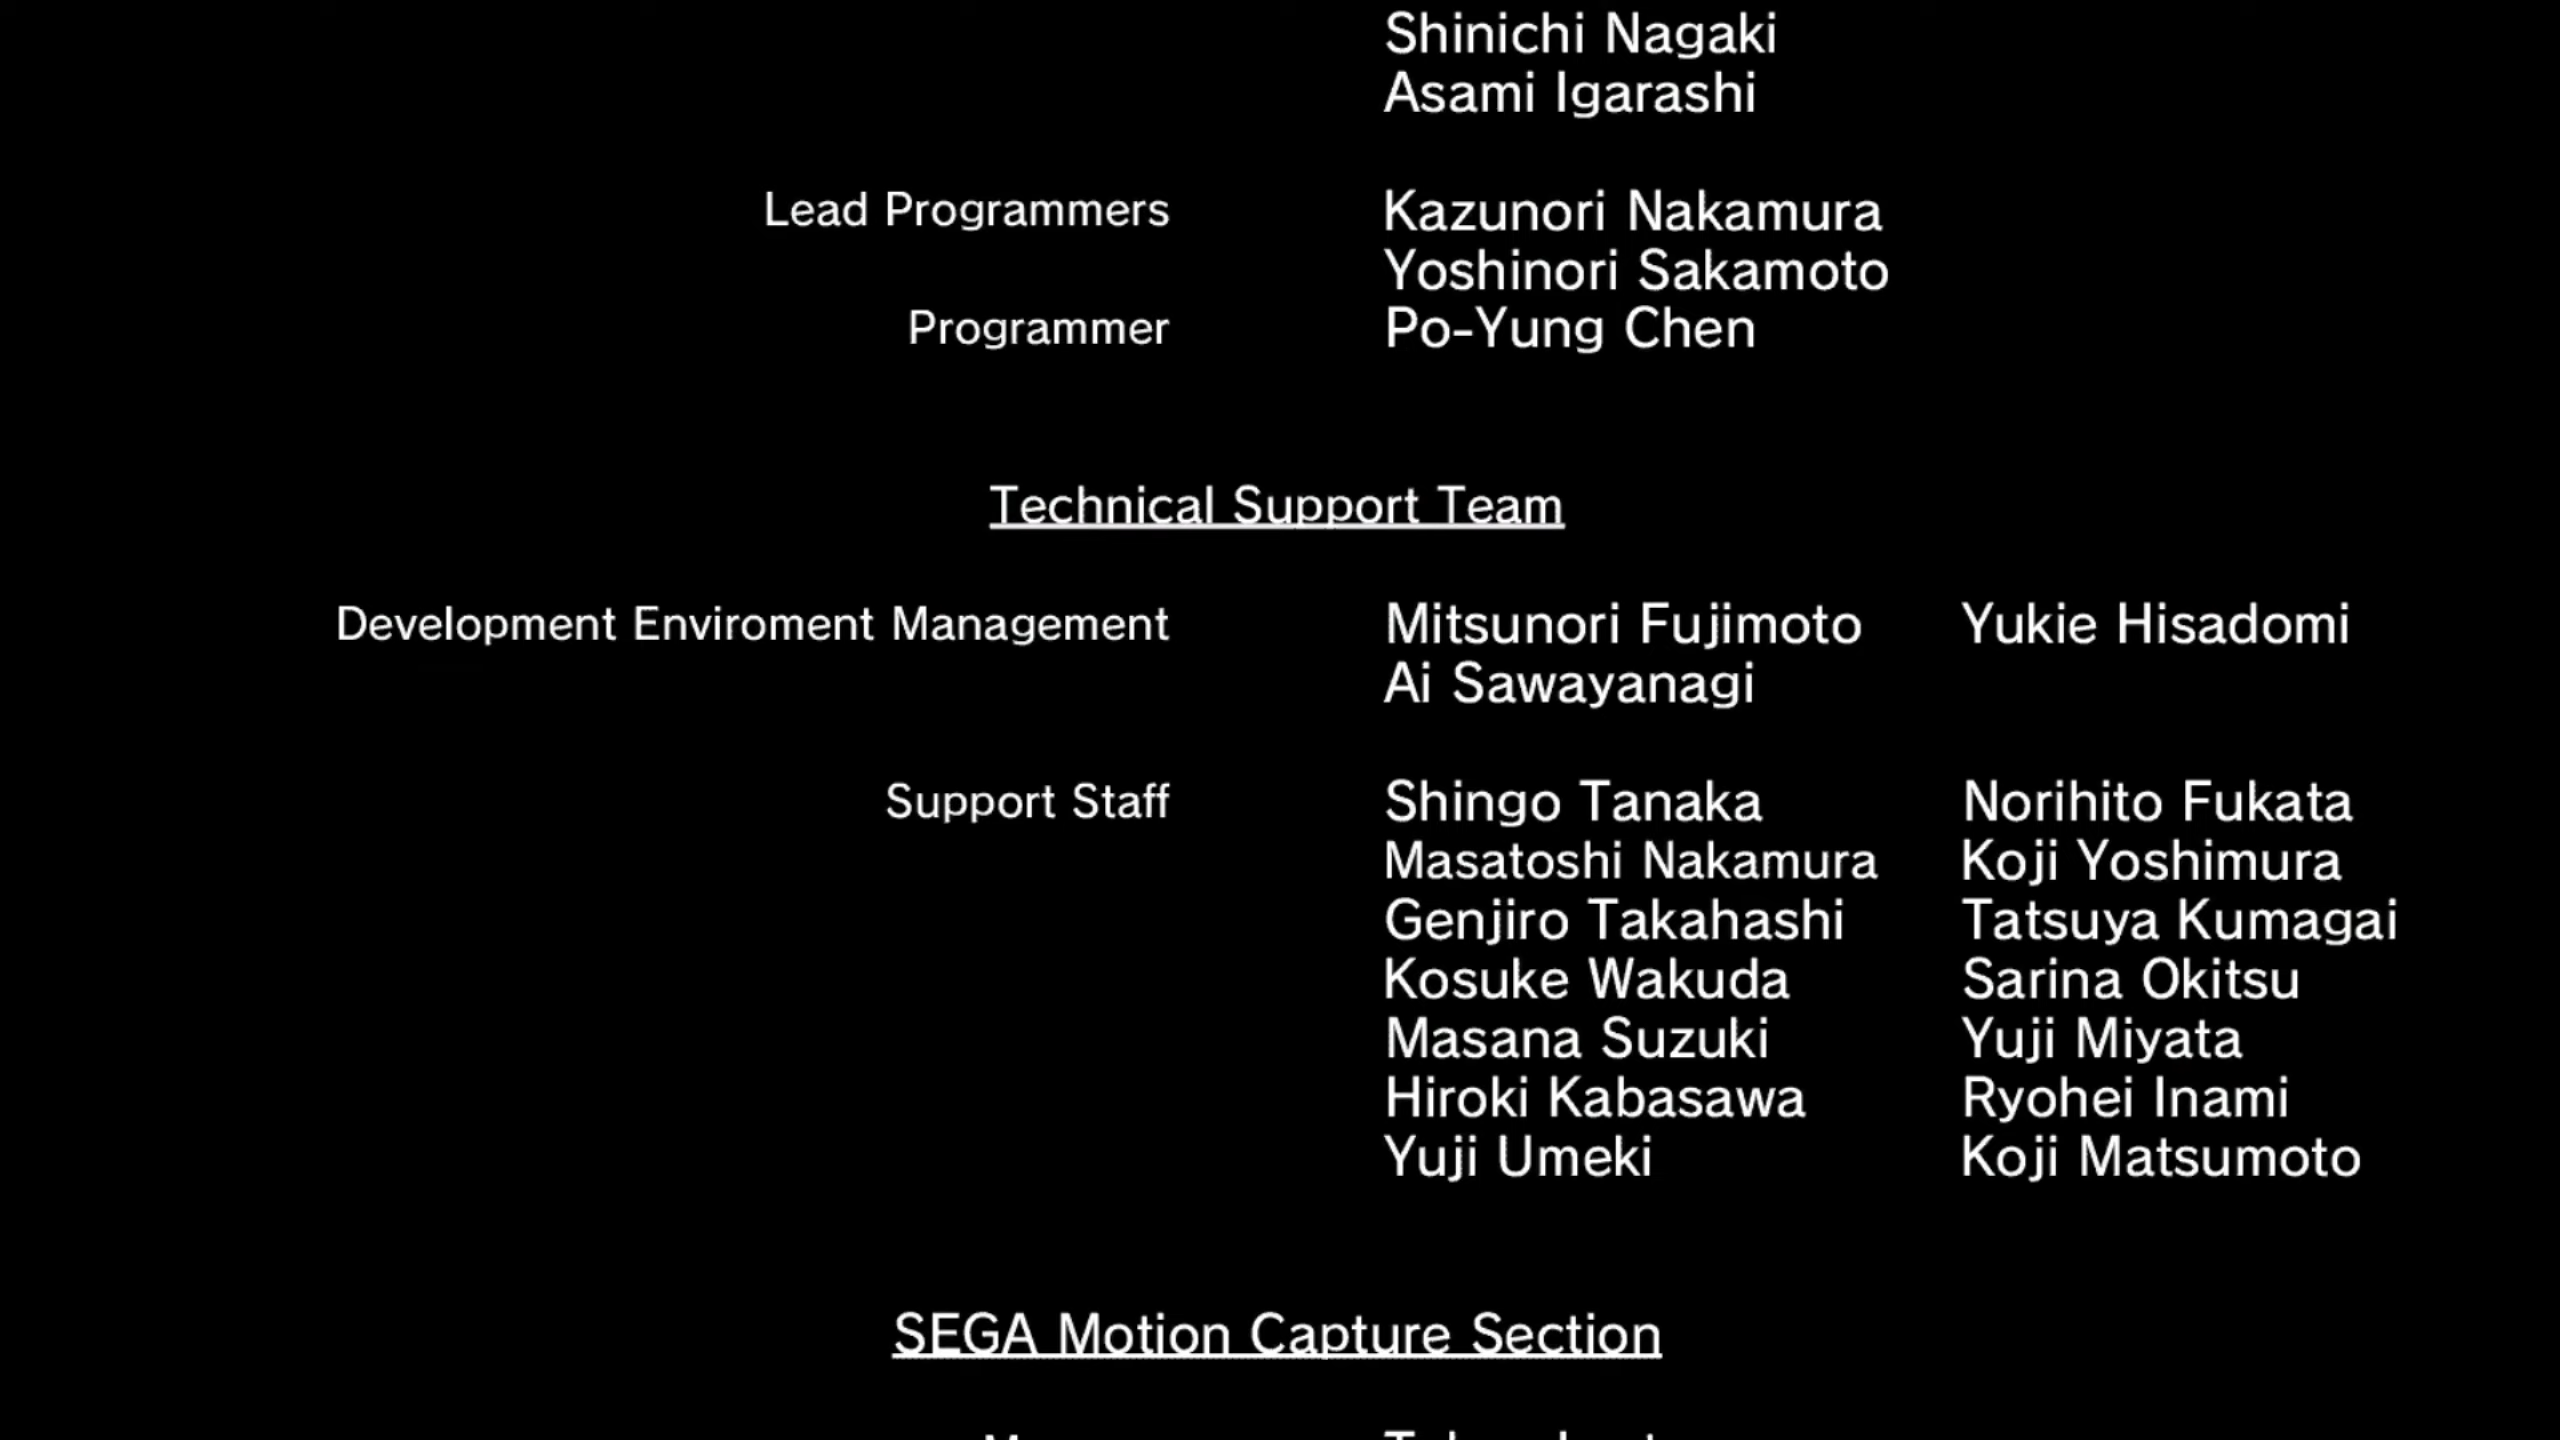 Shinichi Nagaki
Asami Igarashi
Lead Programmers Kazunori Nakamura
Yoshinori Sakamoto
Programmer Po-Yung Chen
Technical Support Team
Development Enviroment Management Mitsunori Fujimoto Yukie Hisadomi
Ai Sawayanagi
Support Staff Shingo Tanaka Norihito Fukata
Masatoshi Nakamura Koji Yoshimura
Genjiro Takahashi Tatsuya Kumagai
Kosuke Wakuda Sarina Okitsu
Masana Suzuki Yuji Miyata
Hiroki Kabasawa Ryohei Inami
Yuji Umeki Koji Matsumoto
SEGA Motion Capture Section